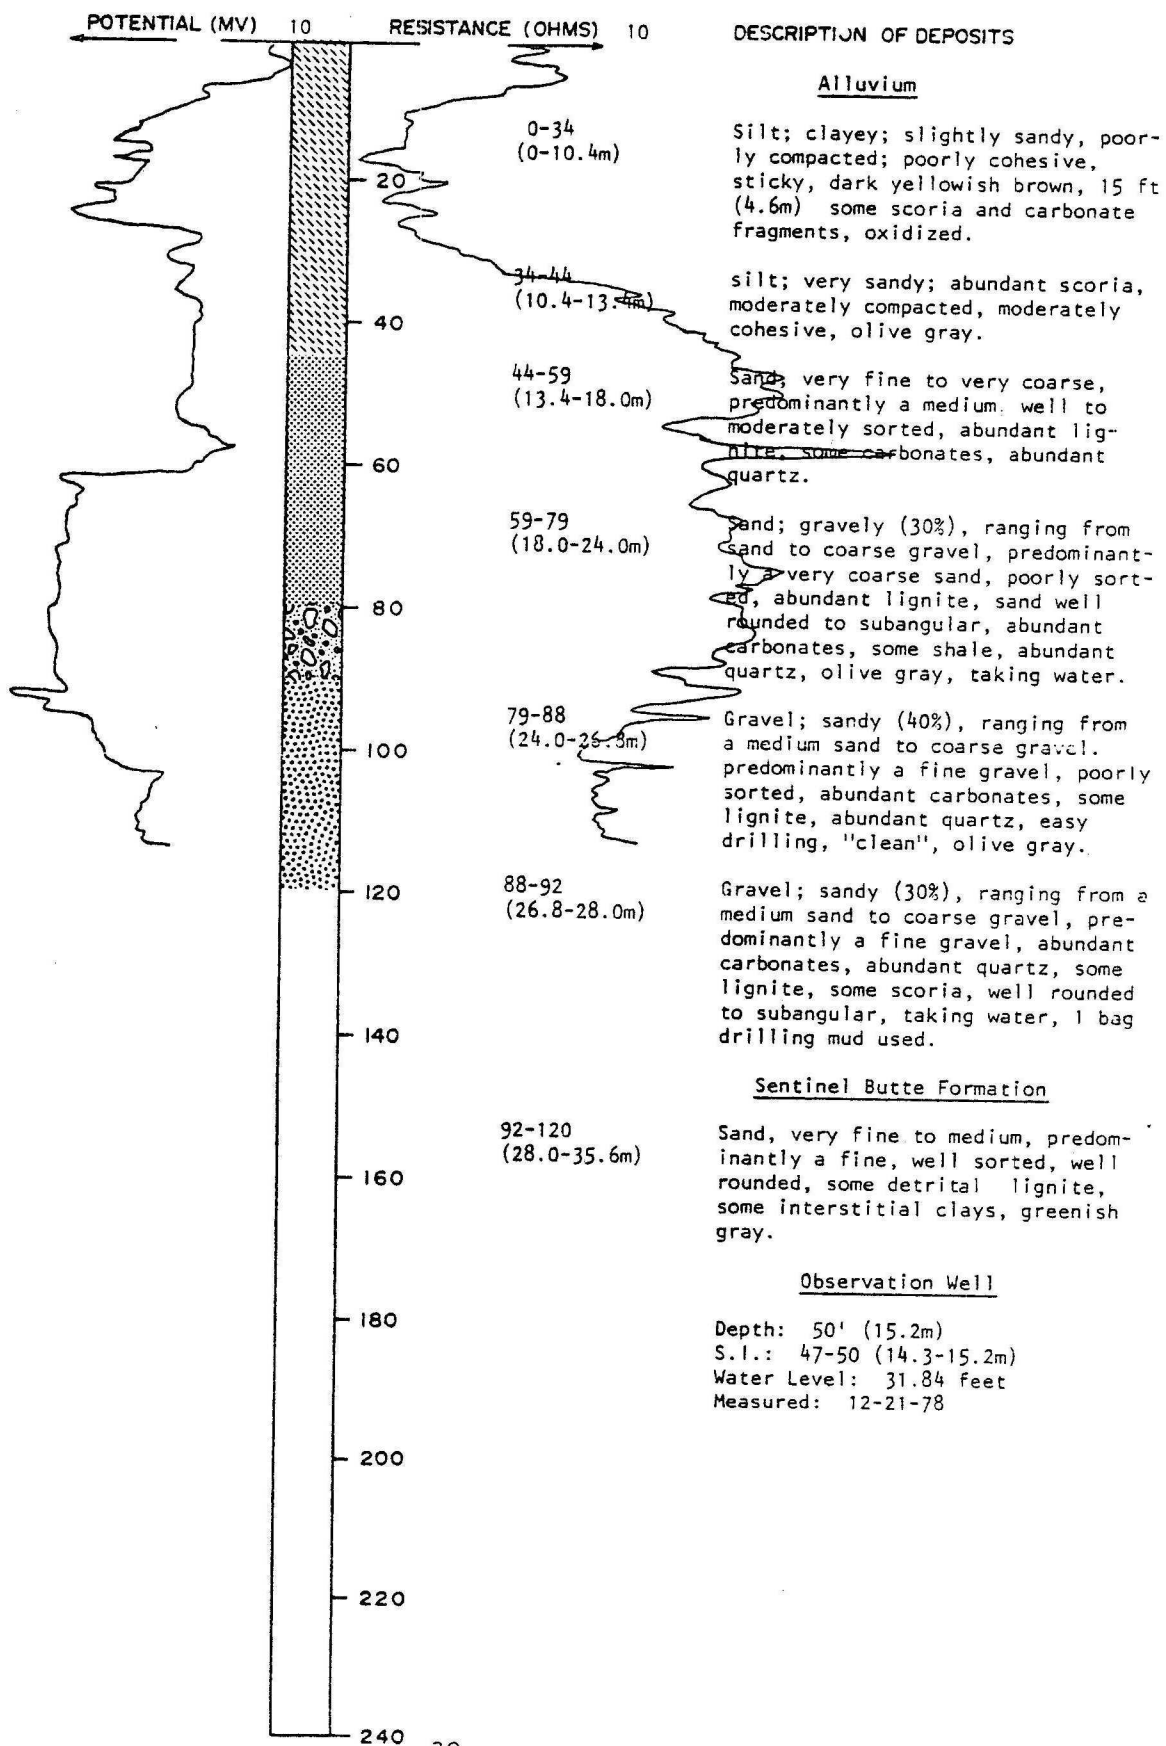 POTENTIAL (MV) 10 RESISTANCE (OHMS) 10 DESCRIPTION OF DEPOSITS
Alluvium
0-34
(0-10.4m)
Silt; clayey; slightly sandy, poor-
ly compacted; poorly cohesive,
sticky, dark yellowish brown, 15 ft
(4.6m) some scoria and carbonate
fragments, oxidized.
34-44
(10.4-13.4m)
silt; very sandy; abundant scoria,
moderately compacted, moderately
cohesive, olive gray.
44-59
(13.4-18.0m)
Sand; very fine to very coarse,
predominantly a medium. well to
moderately sorted, abundant lig-
nite, some carbonates, abundant
quartz.
59-79
(18.0-24.0m)
Sand; gravely (30%), ranging from
sand to coarse gravel, predominant-
ly a very coarse sand, poorly sort-
ed, abundant lignite, sand well
rounded to subangular, abundant
carbonates, some shale, abundant
quartz, olive gray, taking water.
79-88
(24.0-26.8m)
Gravel; sandy (40%), ranging from
a medium sand to coarse gravel.
predominantly a fine gravel, poorly
sorted, abundant carbonates, some
lignite, abundant quartz, easy
drilling, "clean", olive gray.
88-92
(26.8-28.0m)
Gravel; sandy (30%), ranging from a
medium sand to coarse gravel, pre-
dominantly a fine gravel, abundant
carbonates, abundant quartz, some
lignite, some scoria, well rounded
to subangular, taking water, 1 bag
drilling mud used.
Sentinel Butte Formation
92-120
(28.0-35.6m)
Sand, very fine to medium, predom-
inantly a fine, well sorted, well
rounded, some detrital lignite,
some interstitial clays, greenish
gray.
Observation Well
Depth: 50' (15.2m)
S.I.: 47-50 (14.3-15.2m)
Water Level: 31.84 feet
Measured: 12-21-78
20
40
60
80
100
120
140
160
180
200
220
240